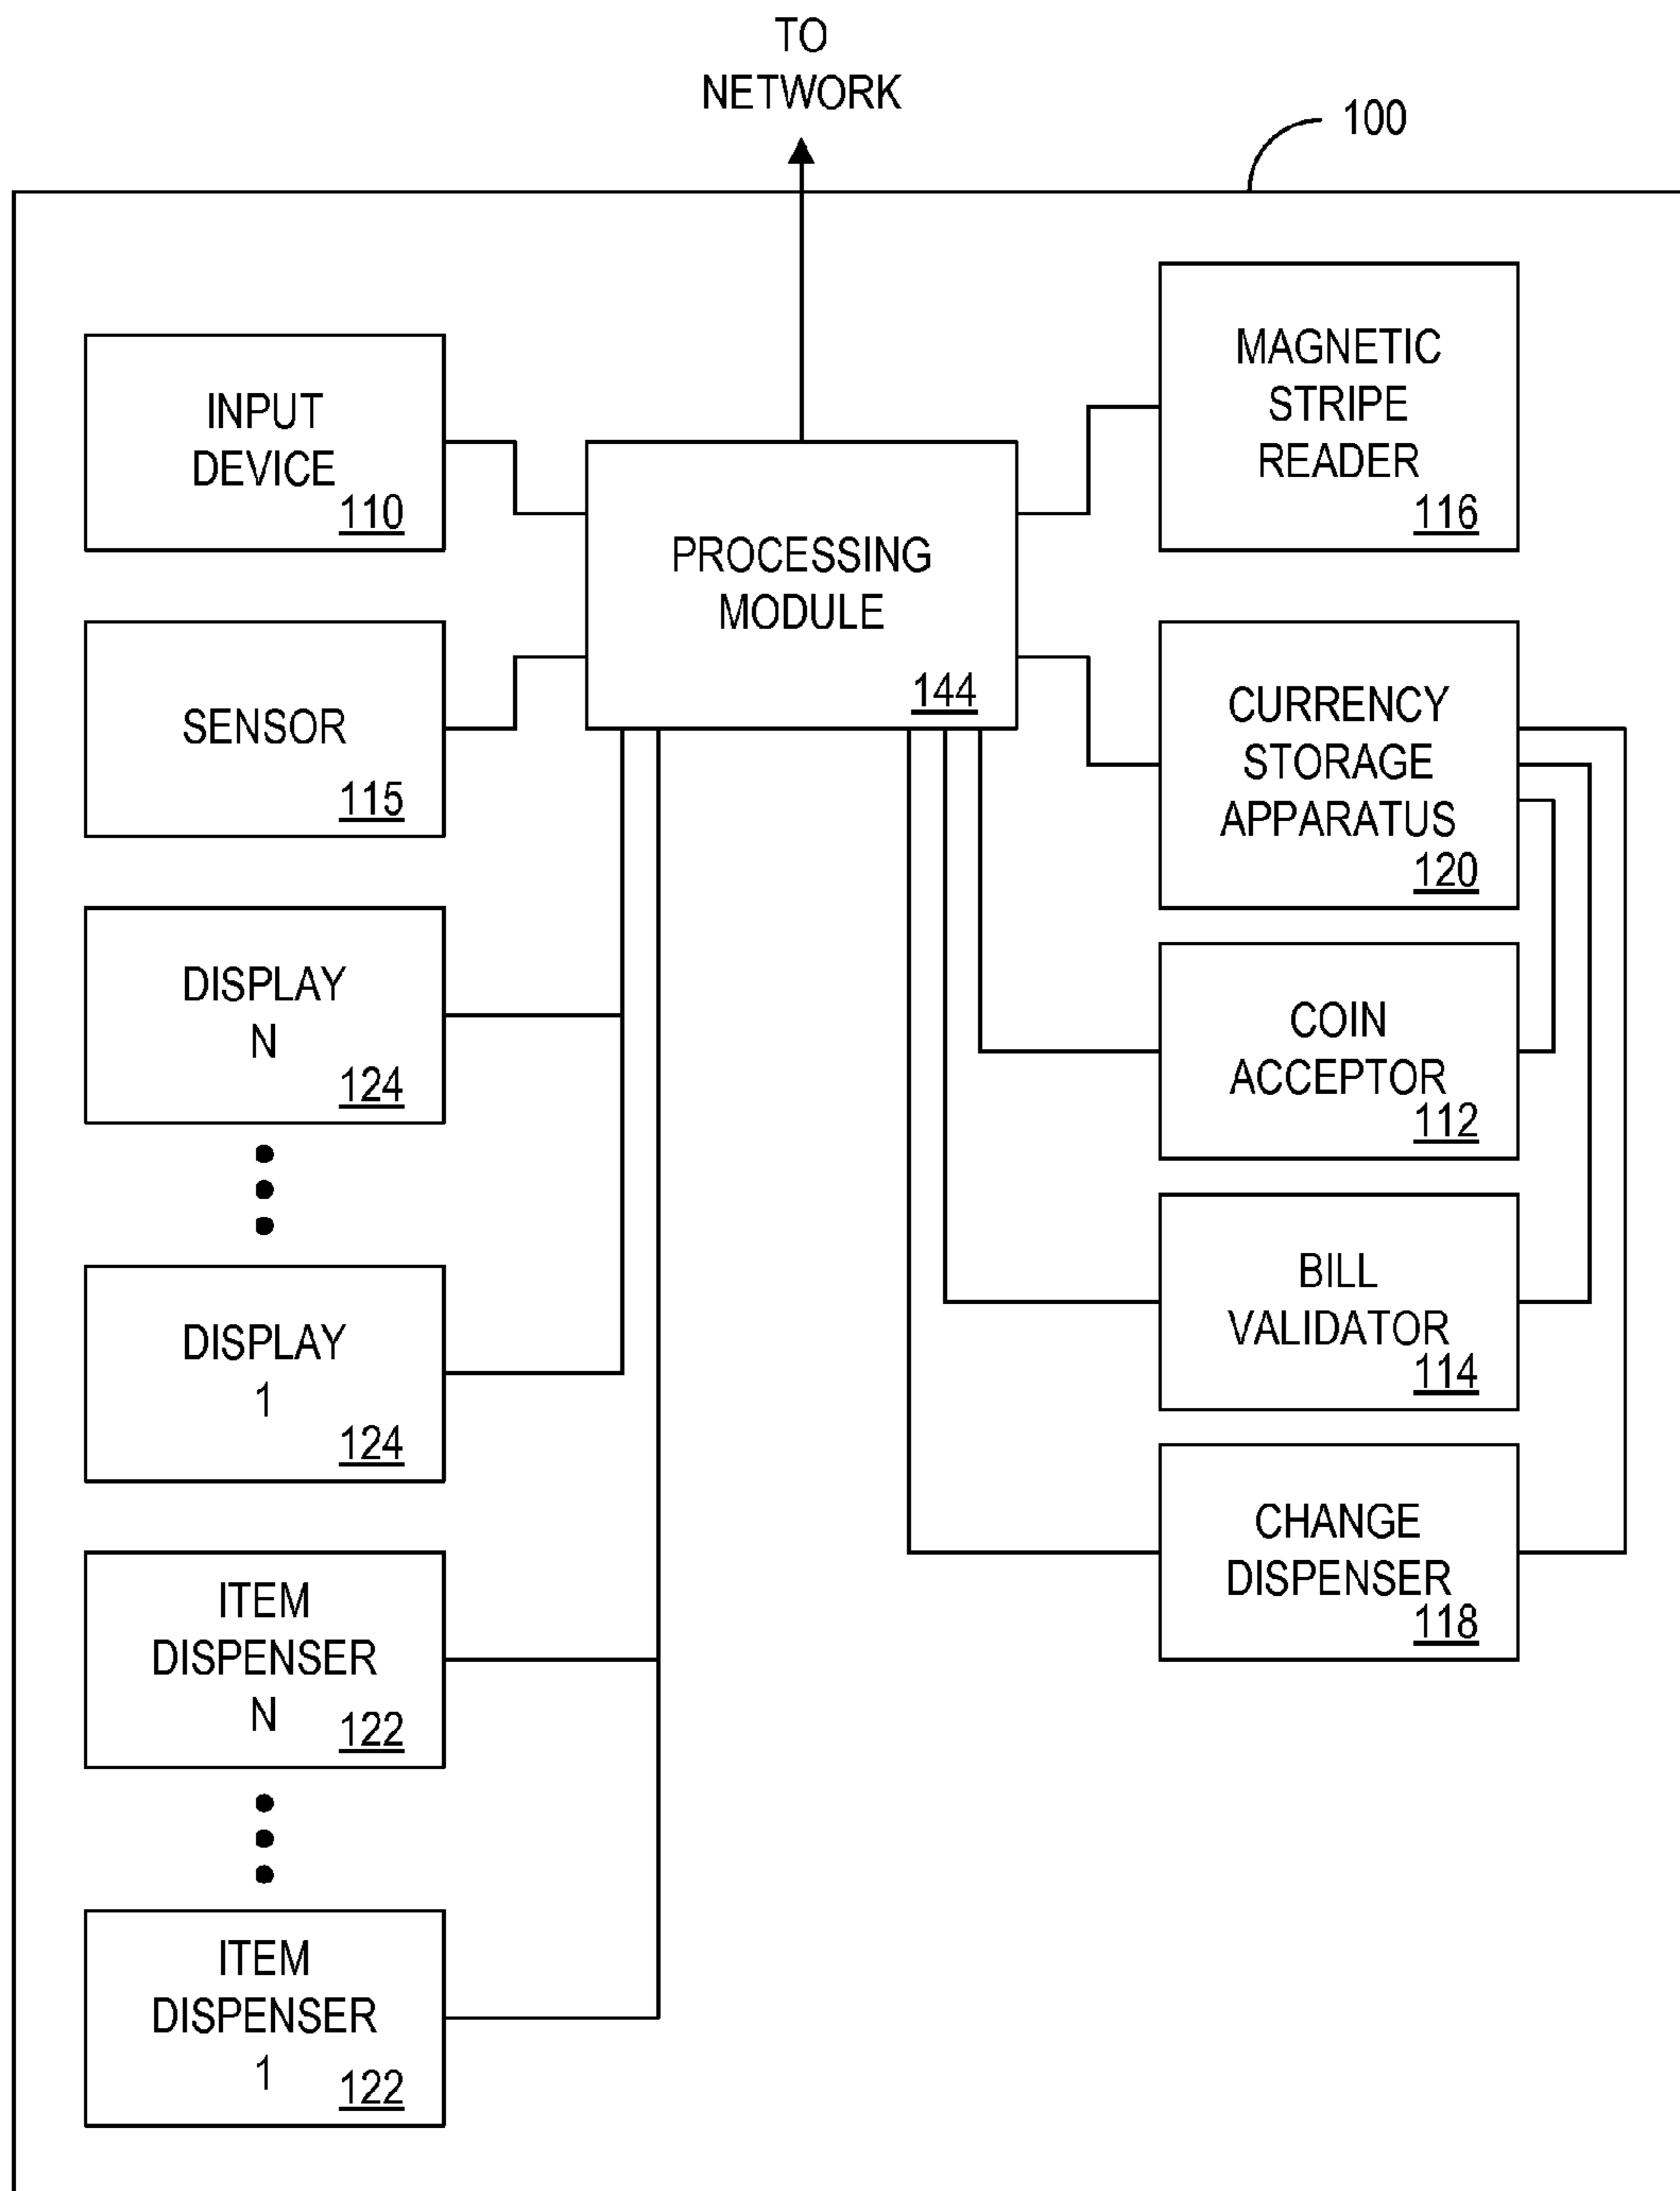 TO
NETWORK
100
INPUT
DEVICE
110
SENSOR
115
DISPLAY
N
124
DISPLAY
1
124
ITEM
DISPENSER
N
122
ITEM
DISPENSER
1
122
PROCESSING
MODULE
144
MAGNETIC
STRIPE
READER
116
CURRENCY
STORAGE
APPARATUS
120
COIN
ACCEPTOR
112
BILL
VALIDATOR
114
CHANGE
DISPENSER
118